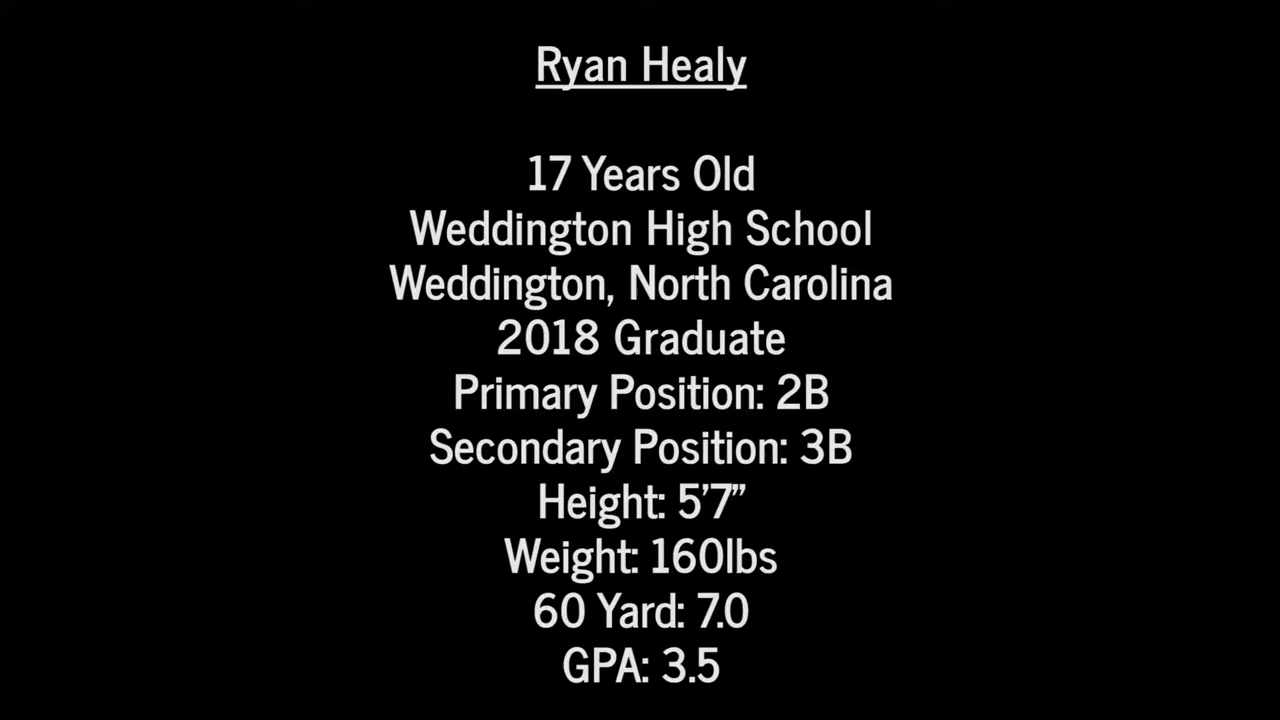 Ryan Healy
17 Years Old
Weddington High School
Weddington, North Carolina
2018 Graduate
Primary Position: 2B
Secondary Position: 3B
Height: 5’7”
Weight: 160lbs
60 Yard: 7.0
GPA: 3.5